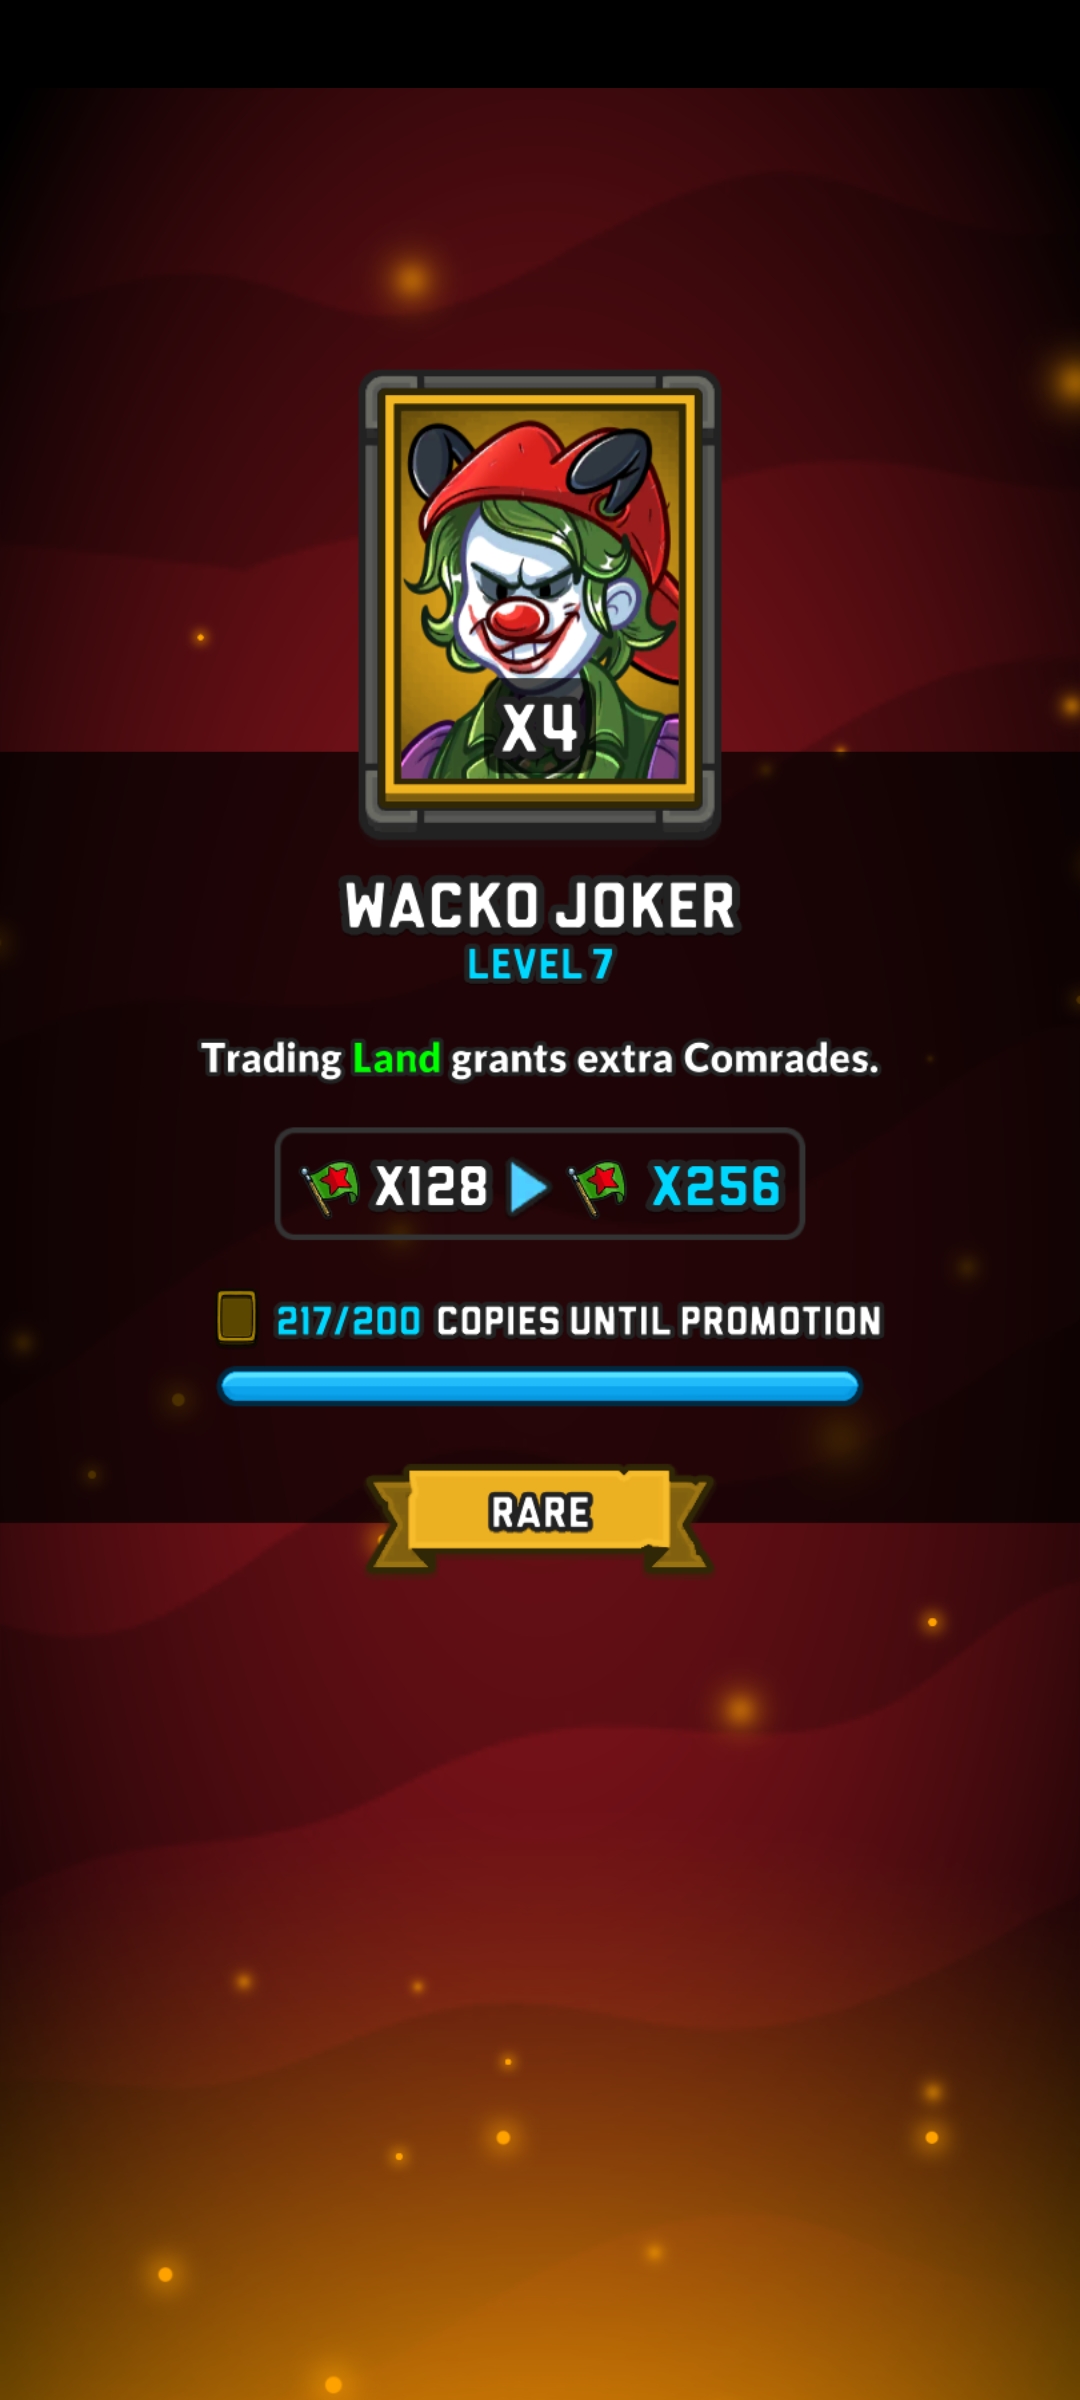 X4
WACKO JOKER
LEVEL 7
Trading Land grants extra Comrades.
X128 X256
217/200 COPIES UNTIL PROMOTION
RARE